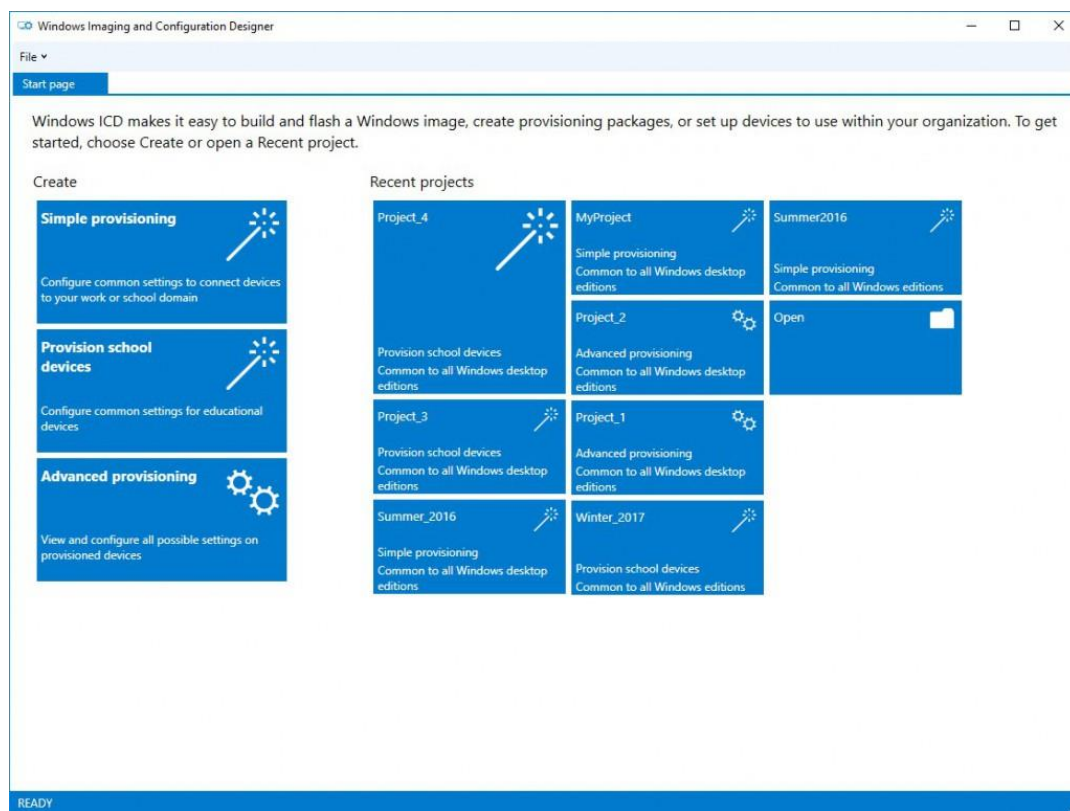 Windows Imaging and Configuration Designer
File
Start page
Windows ICD makes it easy to build and flash a Windows image, create provisioning packages, or set up devices to use within your organization. To get
started, choose Create or open a Recent project.
Create
Simple provisioning
Configure common settings to connect devices
to your work or school domain
Provision school
devices
Configure common settings for educational
devices
Advanced provisioning
View and configure all possible settings on
provisioned devices
Recent projects
Project_4
Provision school devices
Common to all Windows desktop
editions
Project_3
Provision school devices
Common to all Windows desktop
editions
Summer_2016
Simple provisioning
Common to all Windows desktop
editions
MyProject
Simple provisioning
Common to all Windows desktop
editions
Project_2
Advanced provisioning
Common to all Windows desktop
editions
Project_1
Advanced provisioning
Common to all Windows desktop
editions
Winter_2017
Provision school devices
Common to all Windows editions
Summer2016
Simple provisioning
Common to all Windows editions
Open
READY